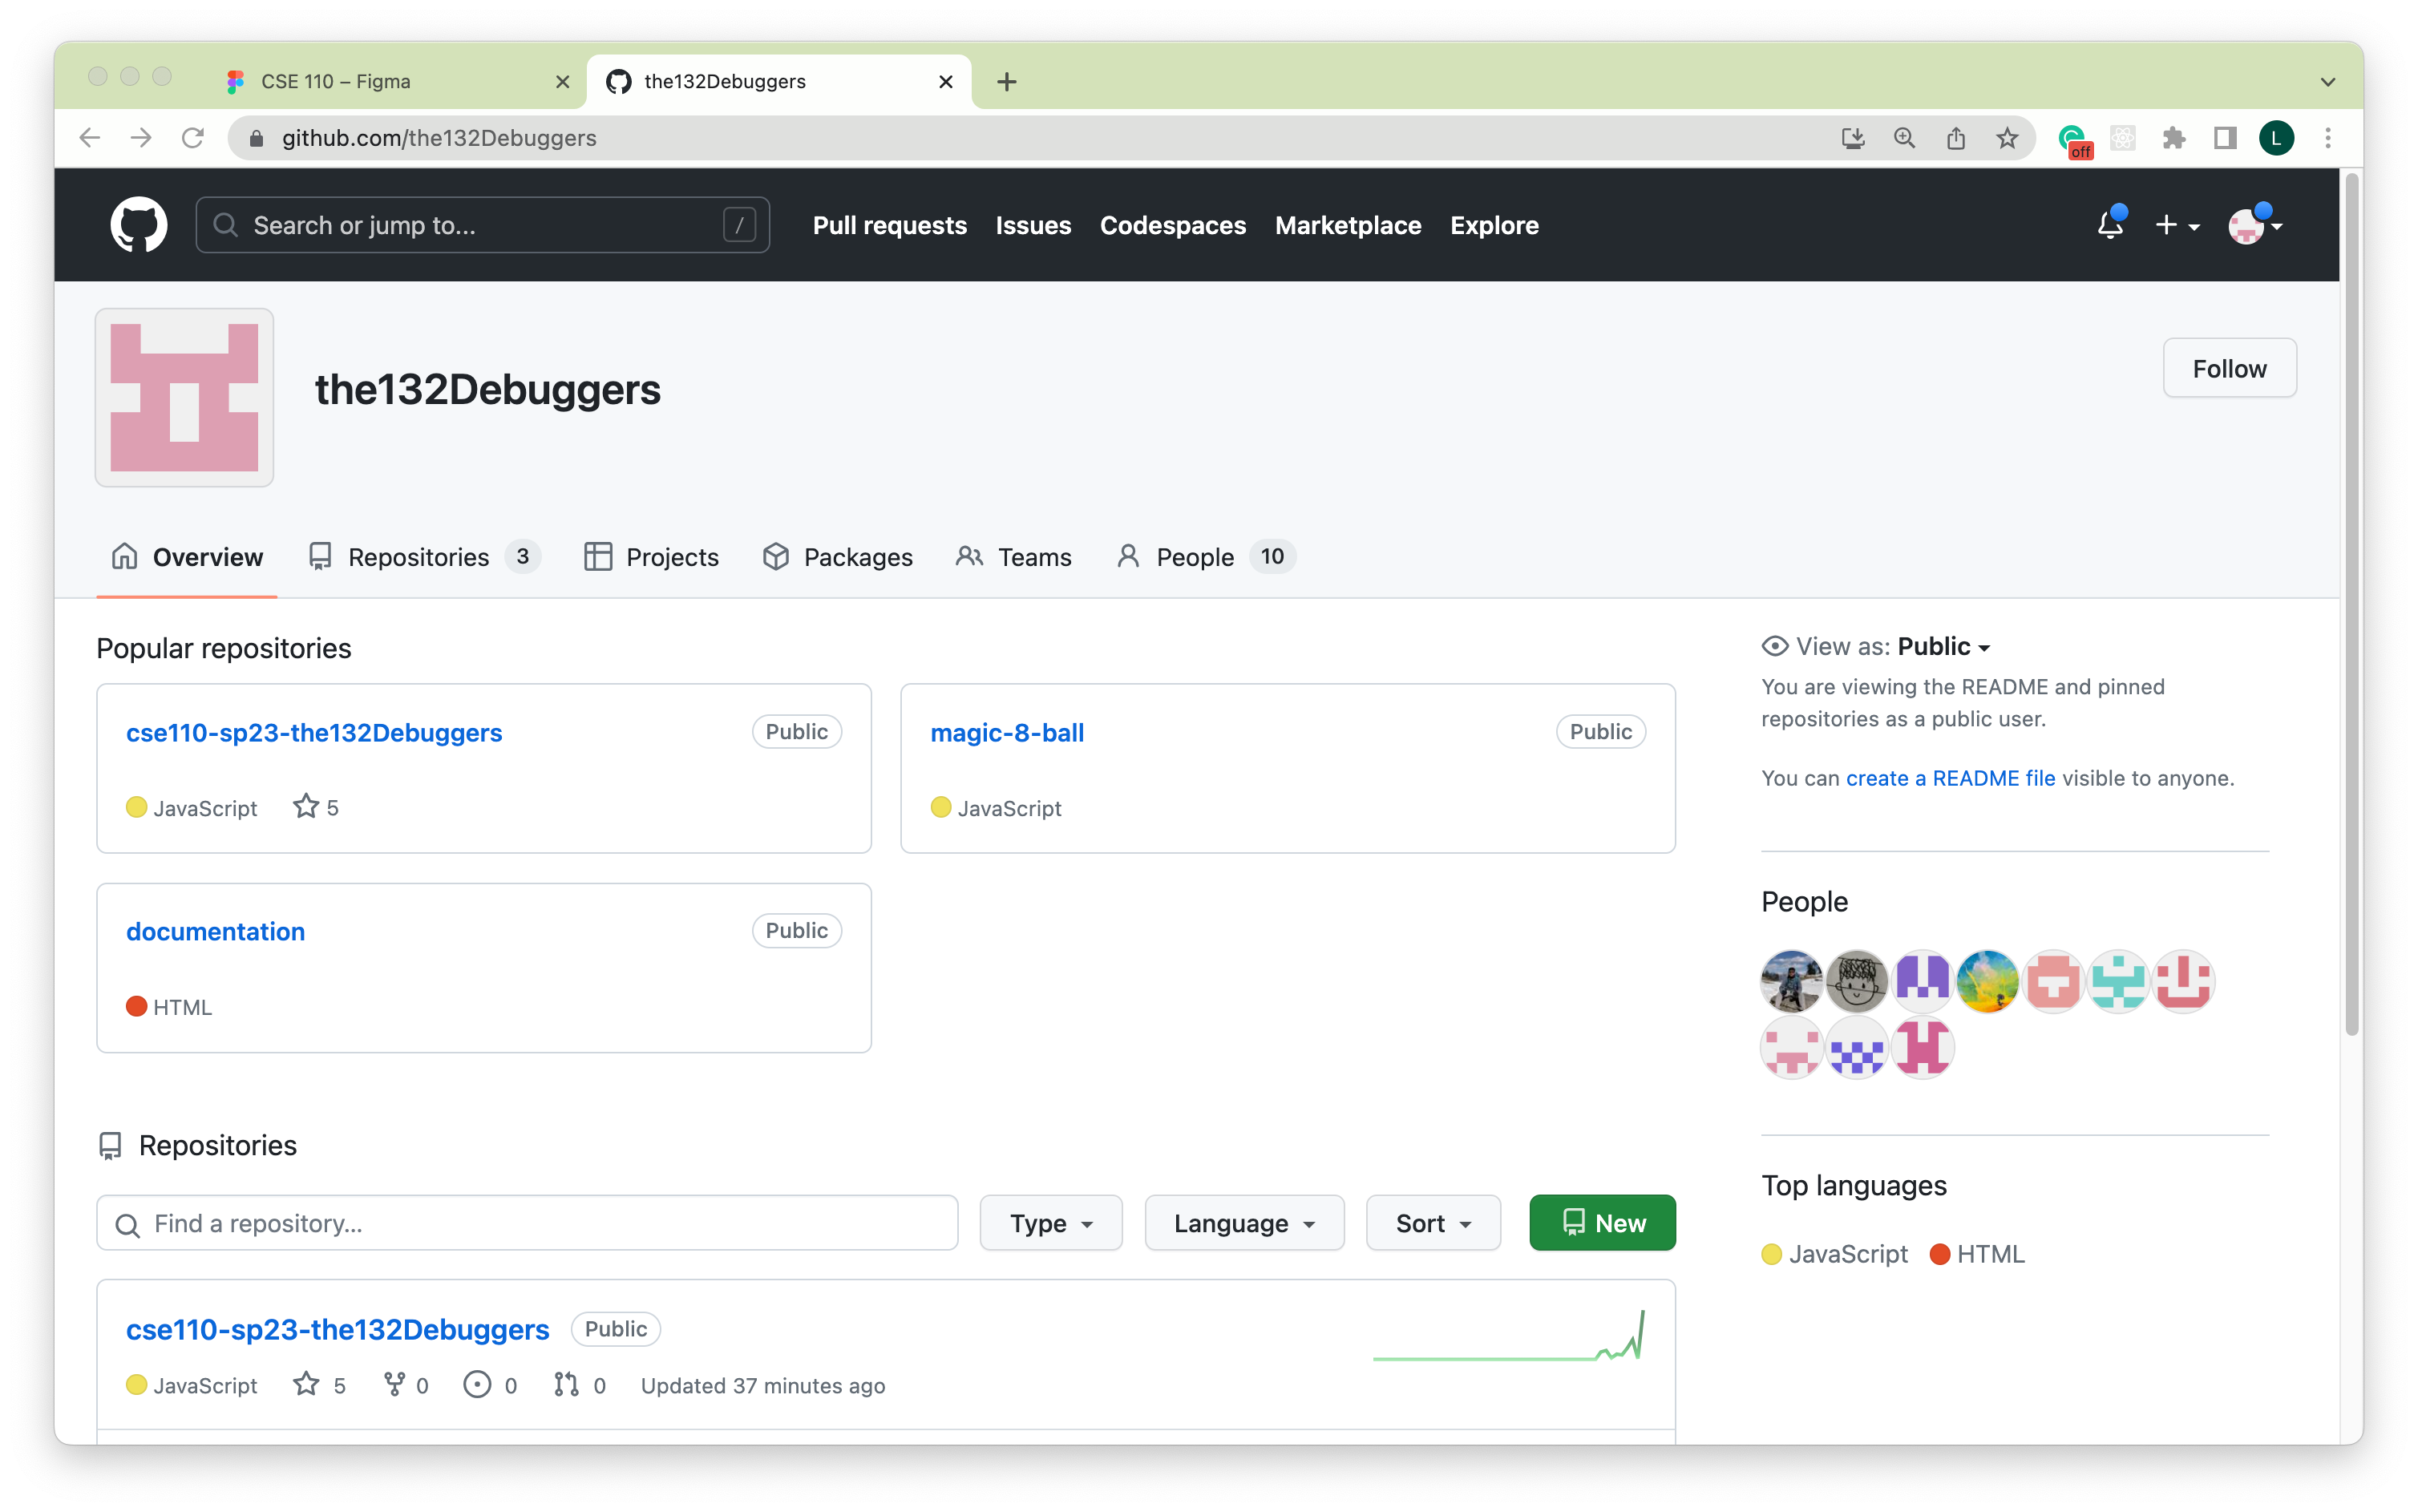 CSE 110 – Figma
the132Debuggers
github.com/the132Debuggers
off
L
Search or jump to...
/
Pull requests
Issues
Codespaces
Marketplace
Explore
the132Debuggers
Follow
Overview
Repositories 3
Projects
Packages
Teams
People 10
Popular repositories
cse110-sp23-the132Debuggers
Public
JavaScript
5
magic-8-ball
Public
JavaScript
documentation
Public
HTML
View as: Public
You are viewing the README and pinned
repositories as a public user.
You can create a README file visible to anyone.
People
Top languages
JavaScript
HTML
Repositories
Find a repository...
Type
Language
Sort
New
cse110-sp23-the132Debuggers
Public
JavaScript 5 0 0 0 Updated 37 minutes ago